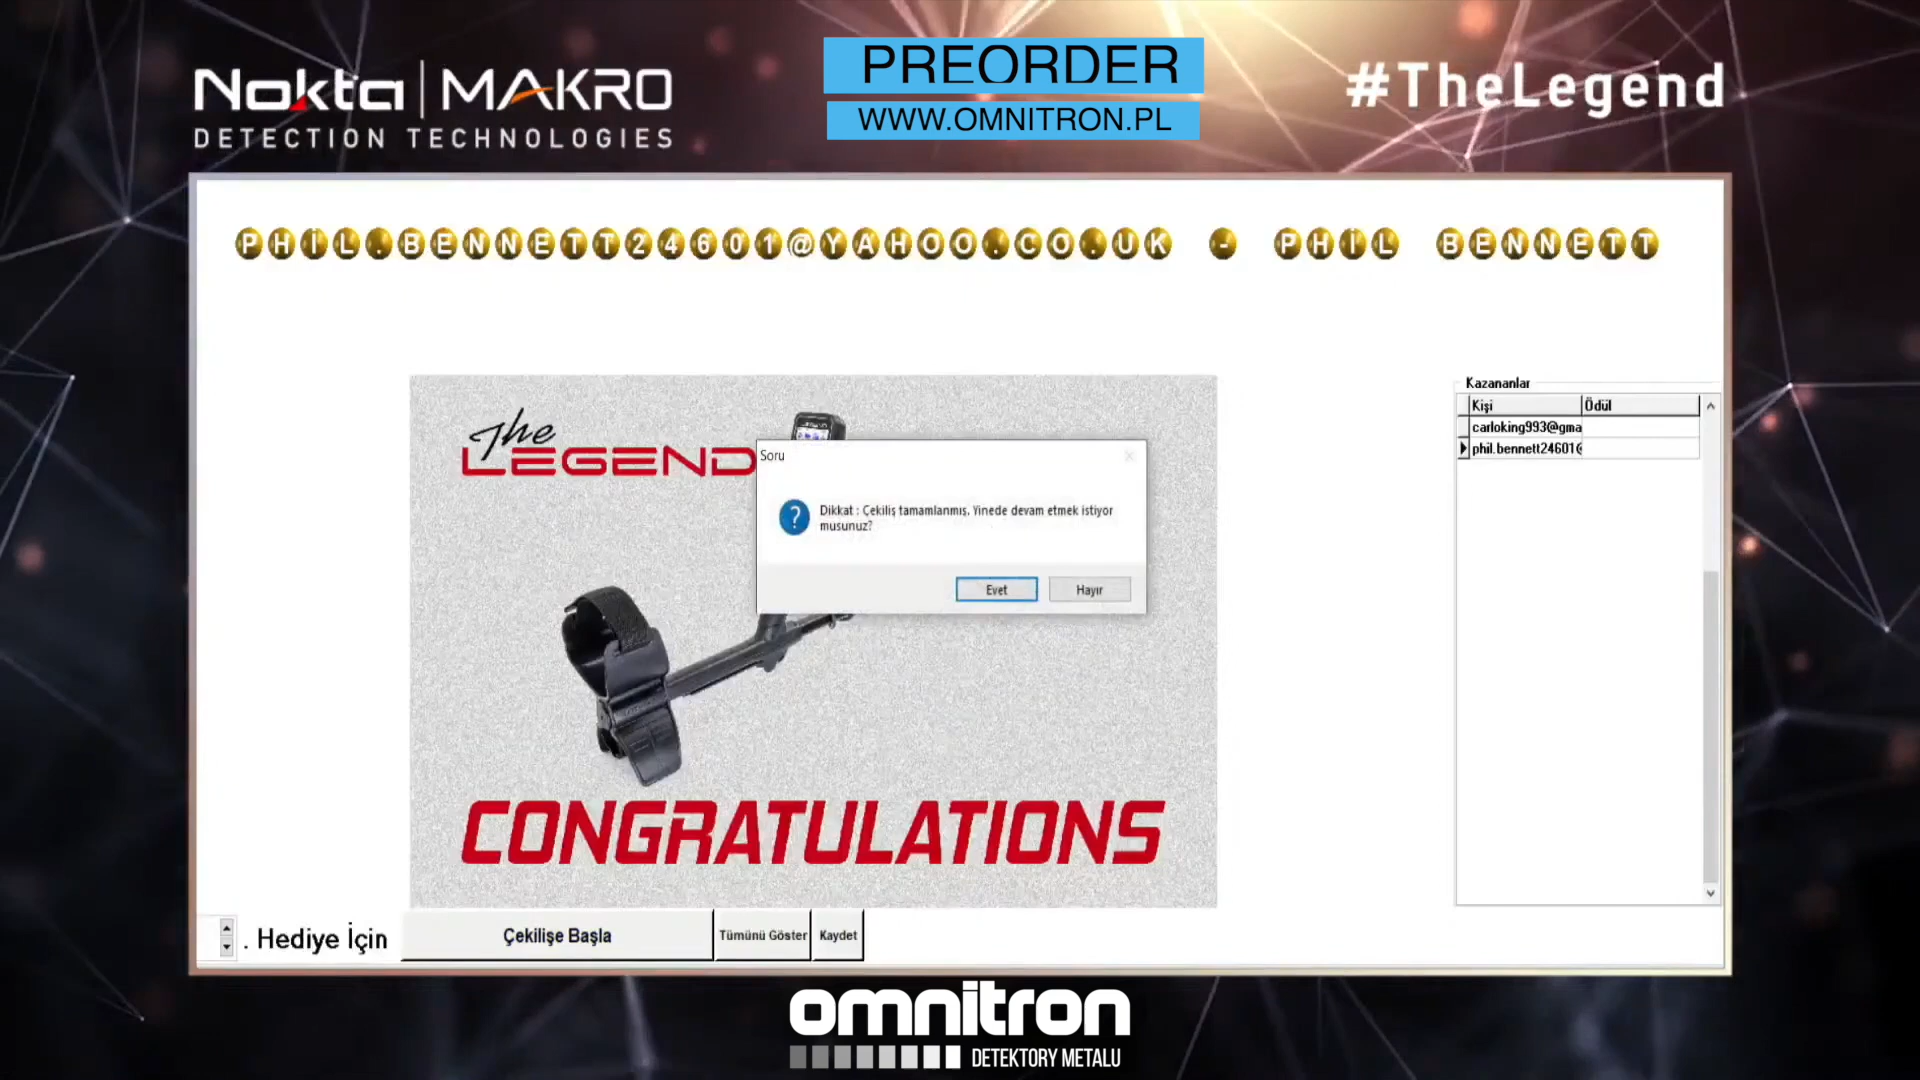 Nokta | MAKRO
DETECTION TECHNOLOGIES
PREORDER
WWW.OMNITRON.PL
#TheLegend
PHİL.BENNETT24601@YAHOO.CO.UK - PHİL BENNETT
The
LEGEND
Soru
Dikkat : Çekiliş tamamlanmış, Yinede devam etmek istiyor
musunuz?
Evet
Hayır
CONGRATULATIONS
Kazananlar
Kişi
Ödül
carloking993@gma
phil.bennett24601@
. Hediye İçin
Çekilişe Başla
Tümünü Göster
Kaydet
omnitron
DETEKTORY METALU